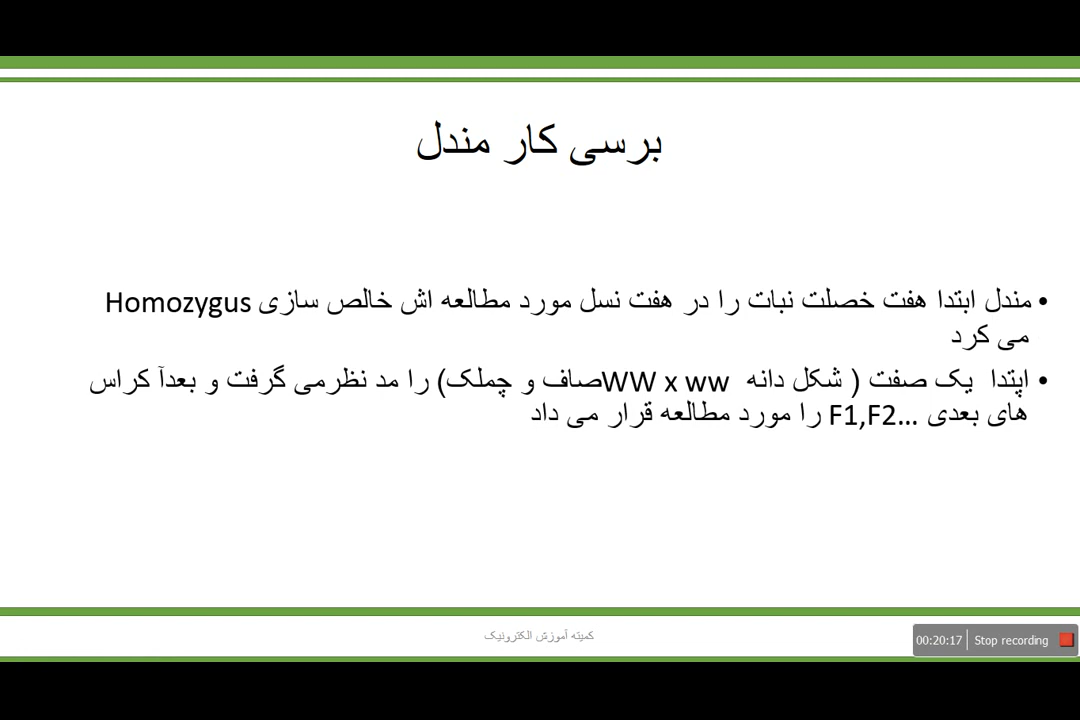 برسی کار مندل
• مندل ابتدا هفت خصلت نبات را در هفت نسل مورد مطالعه اش خالص سازی Homozygus
می کرد
• اپتدا یک صفت ( شکل دانه WW x ww صاف و چملک) را مد نظرمی گرفت و بعدآ کراس
های بعدی F1,F2... را مورد مطالعه قرار می داد
کمیته آموزش الکترونیک
00:20:17 Stop recording